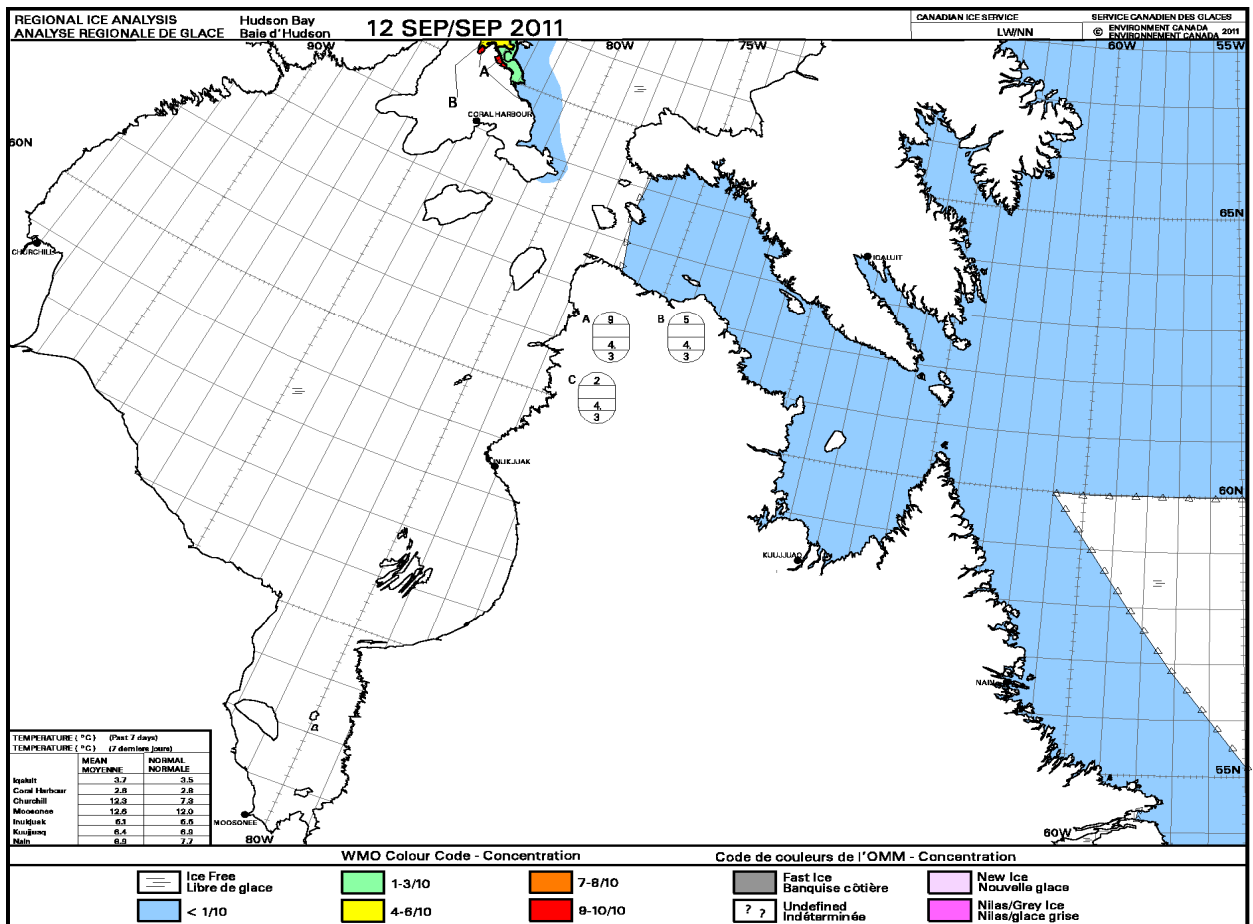 REGIONAL ICE ANALYSIS
ANALYSE REGIONALE DE GLACE
Hudson Bay
Baie d'Hudson
12 SEP/SEP 2011
CANADIAN ICE SERVICE
SERVICE CANADIEN DES GLACES
LW/NN
© ENVIRONMENT CANADA 2011
ENVIRONNEMENT CANADA
90W
80W
75W
60W
55W
A
B
C
CORAL HARBOUR
60N
65N
CHURCHILL
IQALUIT
A 9 4. 3
B 5 4. 3
C 2 4. 3
INUKJUAK
60N
KUUJJUAQ
NAIN
55N
TEMPERATURE (°C) (Past 7 days)
TEMPERATURE (°C) (7 derniers jours)
MEAN NORMAL
MOYENNE NORMALE
Iqaluit 3.7 3.5
Coral Harbour 2.6 2.8
Churchill 12.3 7.3
Moosonee 12.6 12.0
Inukjuak
Kuujjuaq 6.4 6.9
Nain 6.9 7.7
MOOSONEE
80W
60W
WMO Colour Code - Concentration
Code de couleurs de l'OMM - Concentration
Ice Free
Libre de glace
1-3/10
7-8/10
Fast Ice
Banquise côtière
New Ice
Nouvelle glace
< 1/10
4-6/10
9-10/10
? ?
Undefined
Indéterminée
Nilas/Grey Ice
Nilas/glace grise